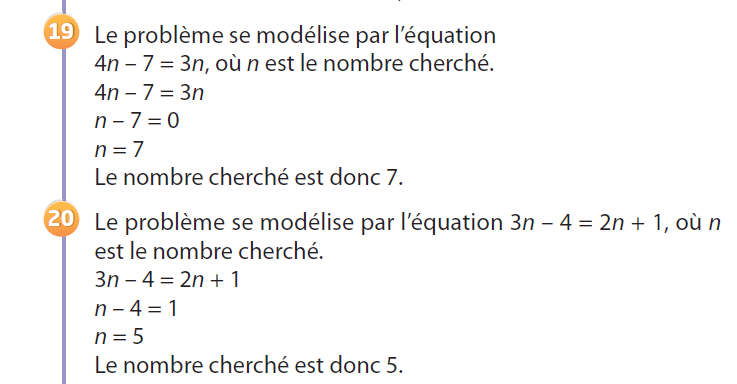 19 Le problème se modélise par l’équation
4n – 7 = 3n, où n est le nombre cherché.
4n – 7 = 3n
n – 7 = 0
n = 7
Le nombre cherché est donc 7.
20 Le problème se modélise par l’équation 3n – 4 = 2n + 1, où n
est le nombre cherché.
3n – 4 = 2n + 1
n – 4 = 1
n = 5
Le nombre cherché est donc 5.